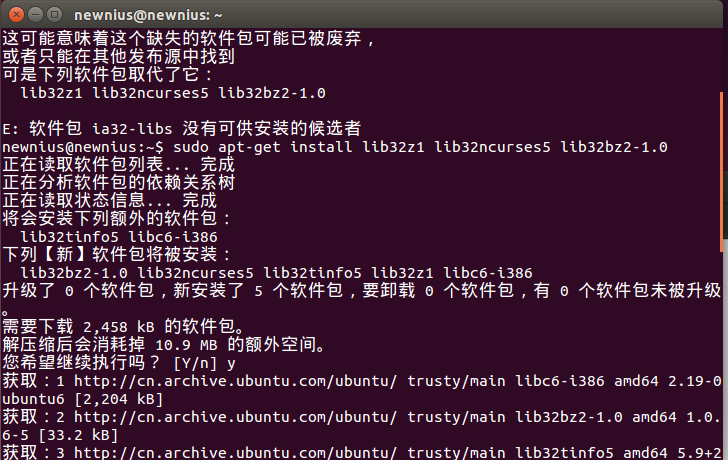 newnius@newnius: ~
这可能意味着这个缺失的软件包可能已被废弃，
或者只能在其他发布源中找到
可是下列软件包取代了它：
lib32z1 lib32ncurses5 lib32bz2-1.0
E: 软件包 ia32-libs 没有可供安装的候选者
newnius@newnius:~$ sudo apt-get install lib32z1 lib32ncurses5 lib32bz2-1.0
正在读取软件包列表... 完成
正在分析软件包的依赖关系树
正在读取状态信息... 完成
将会安装下列额外的软件包：
lib32tinfo5 libc6-i386
下列【新】软件包将被安装：
lib32bz2-1.0 lib32ncurses5 lib32tinfo5 lib32z1 libc6-i386
升级了 0 个软件包，新安装了 5 个软件包，要卸载 0 个软件包，有 0 个软件包未被升级
。
需要下载 2,458 kB 的软件包。
解压缩后会消耗掉 10.9 MB 的额外空间。
您希望继续执行吗？ [Y/n] y
获取：1 http://cn.archive.ubuntu.com/ubuntu/ trusty/main libc6-i386 amd64 2.19-0
ubuntu6 [2,204 kB]
获取：2 http://cn.archive.ubuntu.com/ubuntu/ trusty/main lib32bz2-1.0 amd64 1.0.
6-5 [33.2 kB]
获取：3 http://cn.archive.ubuntu.com/ubuntu/ trusty/main lib32tinfo5 amd64 5.9+2